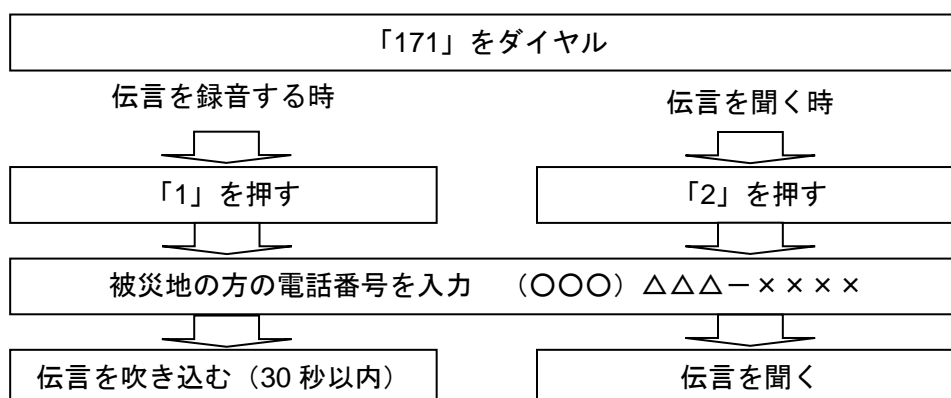 「171」をダイヤル
伝言を録音する時
伝言を聞く時
「1」を押す
「2」を押す
被災地の方の電話番号を入力 （○○○）△△△－××××
伝言を吹き込む（30 秒以内）
伝言を聞く